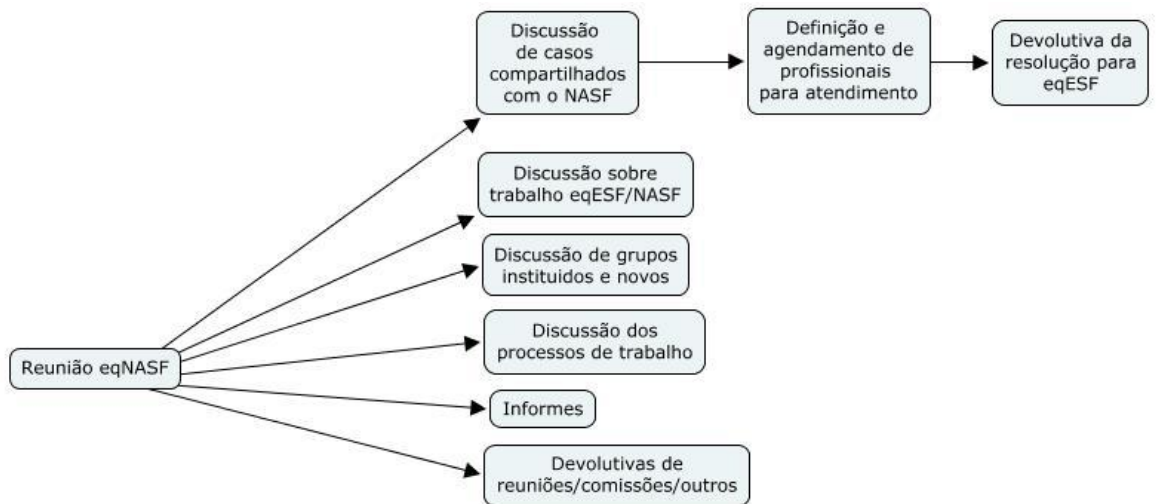 Discussão
de casos
compartilhados
com o NASF
Definição e
agendamento de
profissionais
para atendimento
Devolutiva da
resolução para
eqESF
Discussão sobre
trabalho eqESF/NASF
Discussão de grupos
instituidos e novos
Discussão dos
processos de trabalho
Reunião eqNASF
Informes
Devolutivas de
reuniões/comissões/outros